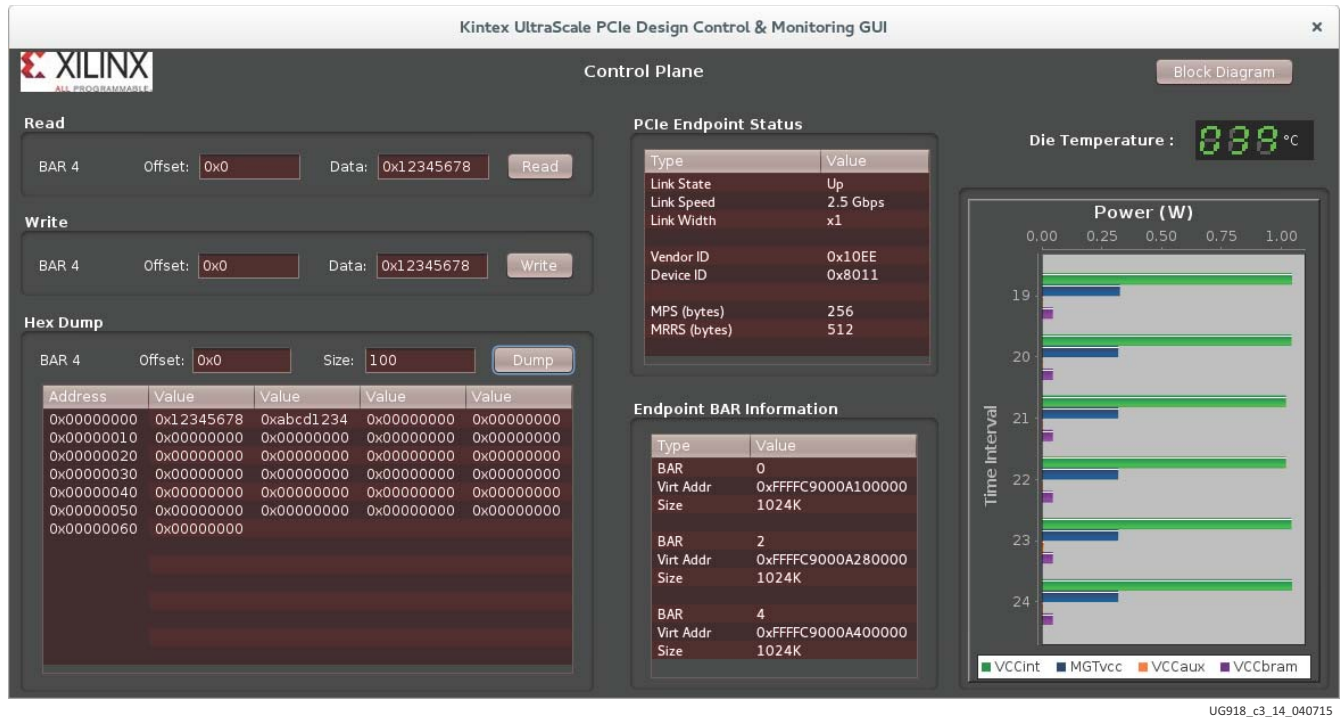 Kintex UltraScale PCIe Design Control & Monitoring GUI
×
XILINX
ALL PROGRAMMABLE
Control Plane
Block Diagram
Read
BAR 4 Offset: 0x0 Data: 0x12345678 Read
Write
BAR 4 Offset: 0x0 Data: 0x12345678 Write
Hex Dump
BAR 4 Offset: 0x0 Size: 100 Dump
Address Value Value Value Value
0x00000000 0x12345678 0xabcd1234 0x00000000 0x00000000
0x00000010 0x00000000 0x00000000 0x00000000 0x00000000
0x00000020 0x00000000 0x00000000 0x00000000 0x00000000
0x00000030 0x00000000 0x00000000 0x00000000 0x00000000
0x00000040 0x00000000 0x00000000 0x00000000 0x00000000
0x00000050 0x00000000 0x00000000 0x00000000 0x00000000
0x00000060 0x00000000
PCIe Endpoint Status
Type Value
Link State Up
Link Speed 2.5 Gbps
Link Width x1
Vendor ID 0x10EE
Device ID 0x8011
MPS (bytes) 256
MRRS (bytes) 512
Endpoint BAR Information
Type Value
BAR 0
Virt Addr 0xFFFFC9000A100000
Size 1024K
BAR 2
Virt Addr 0xFFFFC9000A280000
Size 1024K
BAR 4
Virt Addr 0xFFFFC9000A400000
Size 1024K
Die Temperature : °C
Power (W)
0.00 0.25 0.50 0.75 1.00
Time Interval
19
20
21
22
23
24
VCCint MGTvcc VCCaux VCCbram
UG918_c3_14_040715